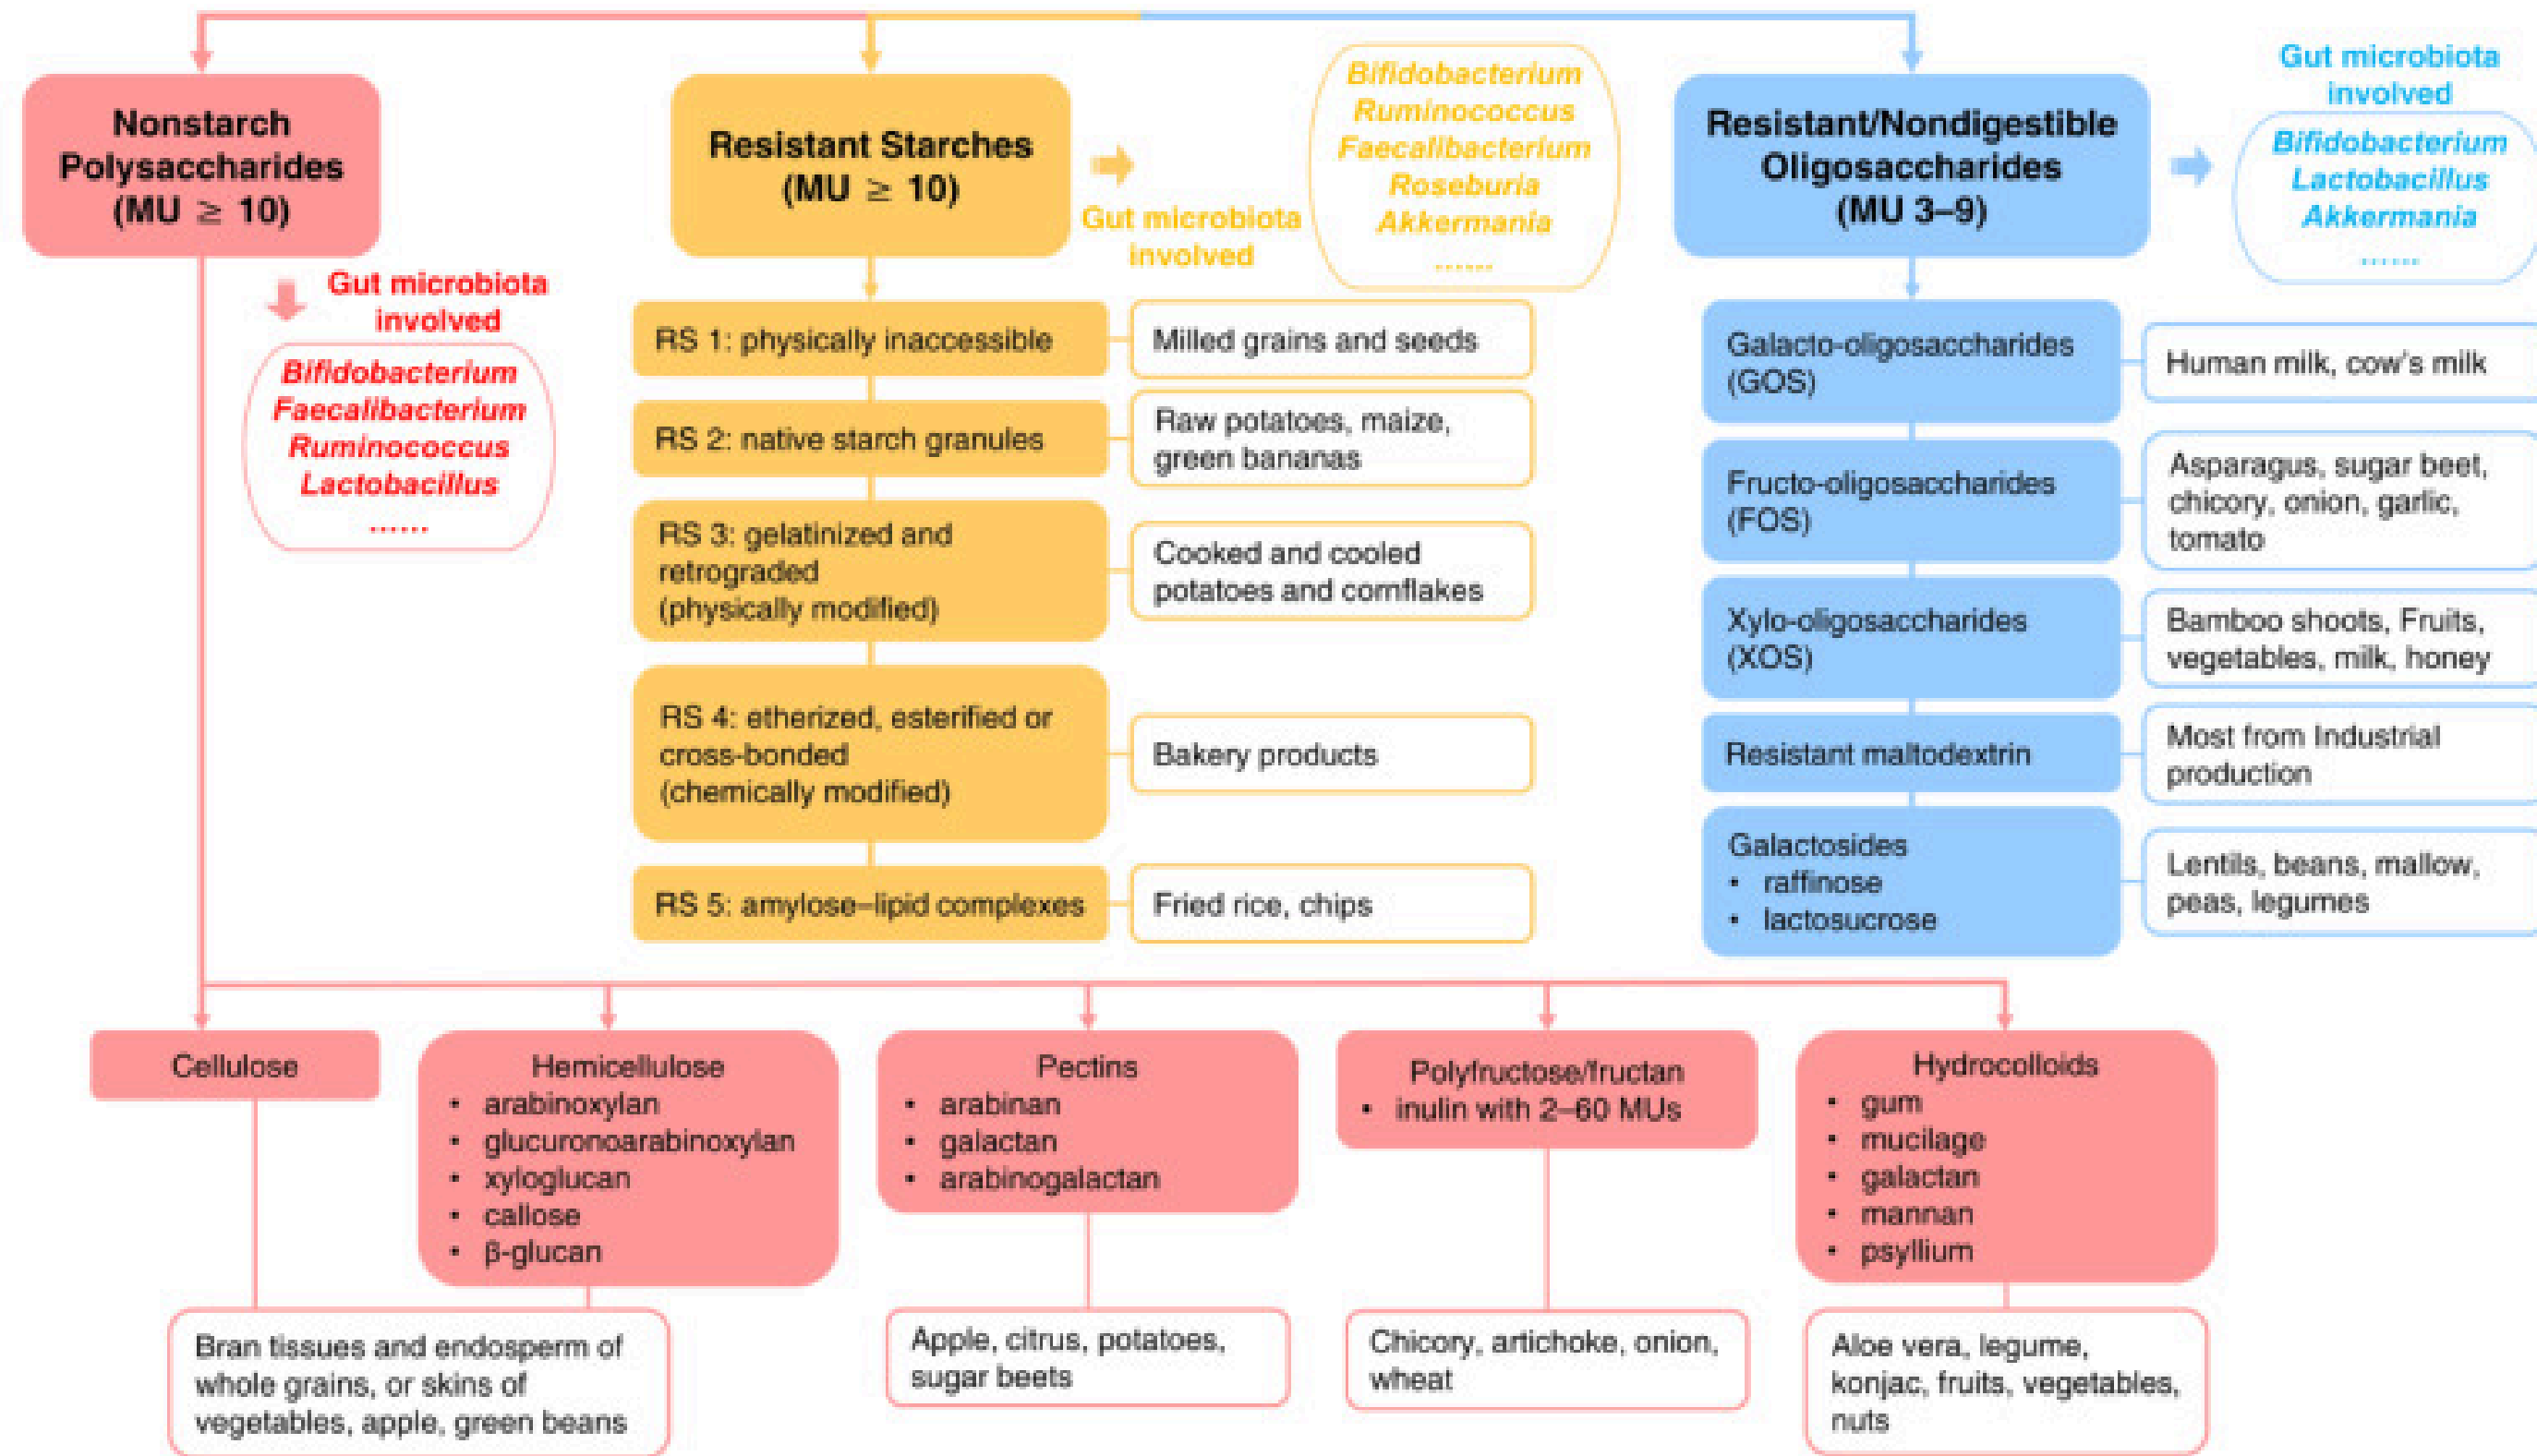 Nonstarch
Polysaccharides
(MU ≥ 10)
Gut microbiota
involved
Bifidobacterium
Faecalibacterium
Ruminococcus
Lactobacillus
......
Resistant Starches
(MU ≥ 10)
Gut microbiota
involved
Bifidobacterium
Ruminococcus
Faecalibacterium
Roseburia
Akkermania
......
RS 1: physically inaccessible
Milled grains and seeds
RS 2: native starch granules
Raw potatoes, maize,
green bananas
RS 3: gelatinized and
retrograded
(physically modified)
Cooked and cooled
potatoes and cornflakes
RS 4: etherized, esterified or
cross-bonded
(chemically modified)
Bakery products
RS 5: amylose–lipid complexes
Fried rice, chips
Resistant/Nondigestible
Oligosaccharides
(MU 3–9)
Gut microbiota
involved
Bifidobacterium
Lactobacillus
Akkermania
......
Galacto-oligosaccharides
(GOS)
Human milk, cow's milk
Fructo-oligosaccharides
(FOS)
Asparagus, sugar beet,
chicory, onion, garlic,
tomato
Xylo-oligosaccharides
(XOS)
Bamboo shoots, Fruits,
vegetables, milk, honey
Resistant maltodextrin
Most from Industrial
production
Galactosides
• raffinose
• lactosucrose
Lentils, beans, mallow,
peas, legumes
Cellulose
Hemicellulose
• arabinoxylan
• glucuronoarabinoxylan
• xyloglucan
• callose
• β-glucan
Bran tissues and endosperm of
whole grains, or skins of
vegetables, apple, green beans
Pectins
• arabinan
• galactan
• arabinogalactan
Apple, citrus, potatoes,
sugar beets
Polyfructose/fructan
• inulin with 2–60 MUs
Chicory, artichoke, onion,
wheat
Hydrocolloids
• gum
• mucilage
• galactan
• mannan
• psyllium
Aloe vera, legume,
konjac, fruits, vegetables,
nuts